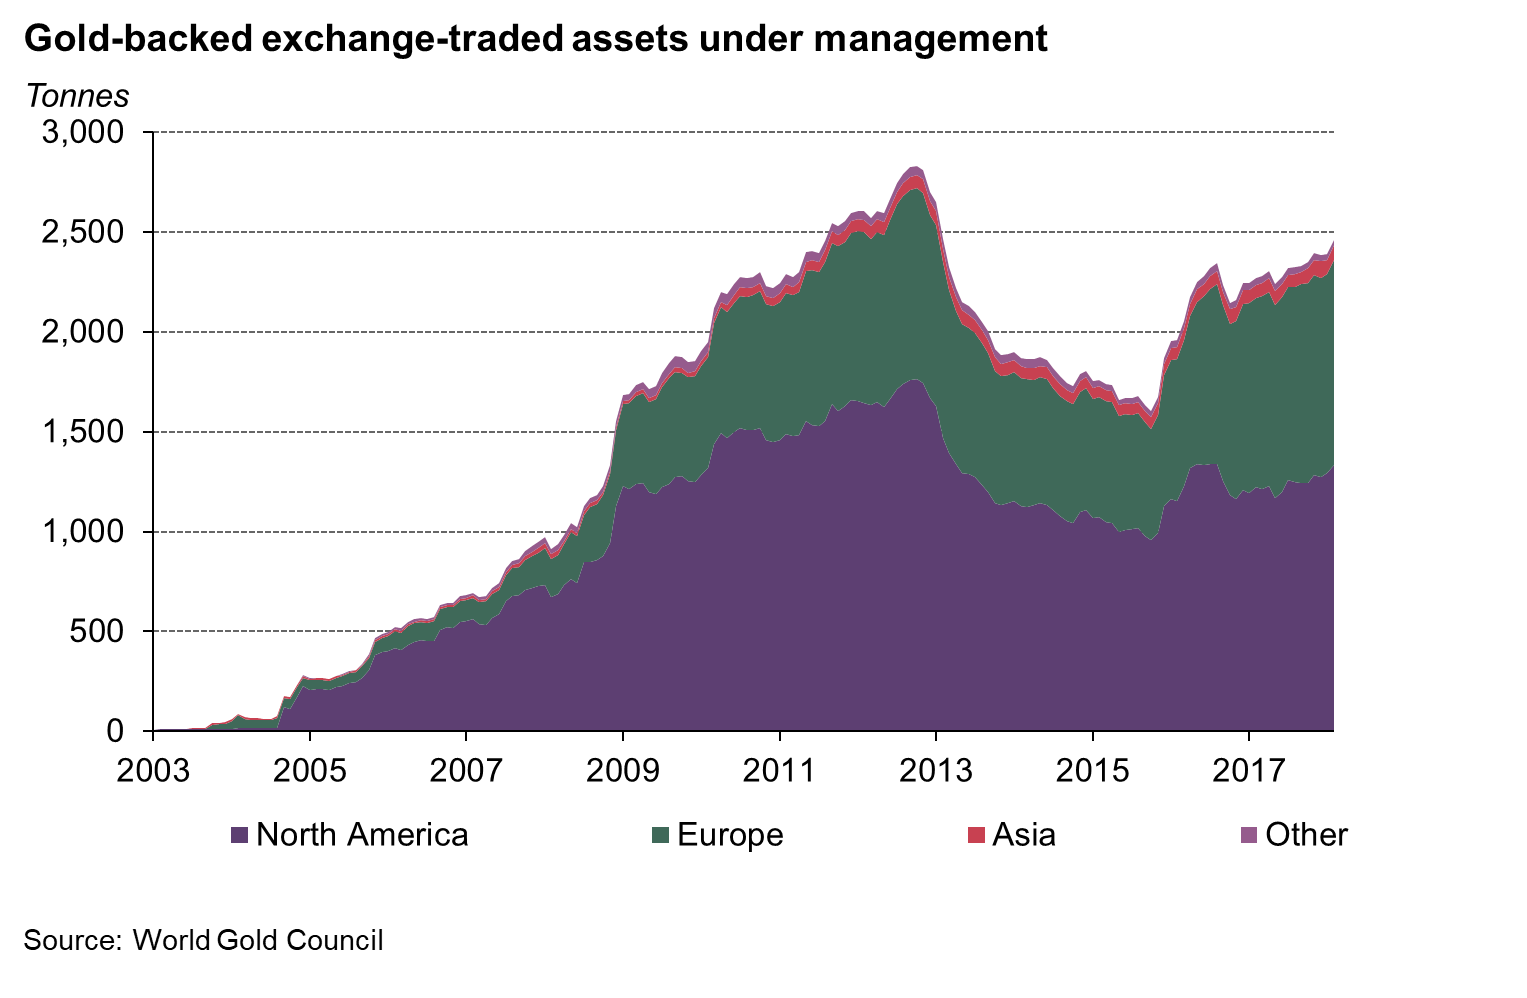 Gold-backed exchange-traded assets under management
Tonnes
3,000
2,500
2,000
1,500
1,000
500
0
2003 2005 2007 2009 2011 2013 2015 2017
North America Europe Asia Other
Source: World Gold Council